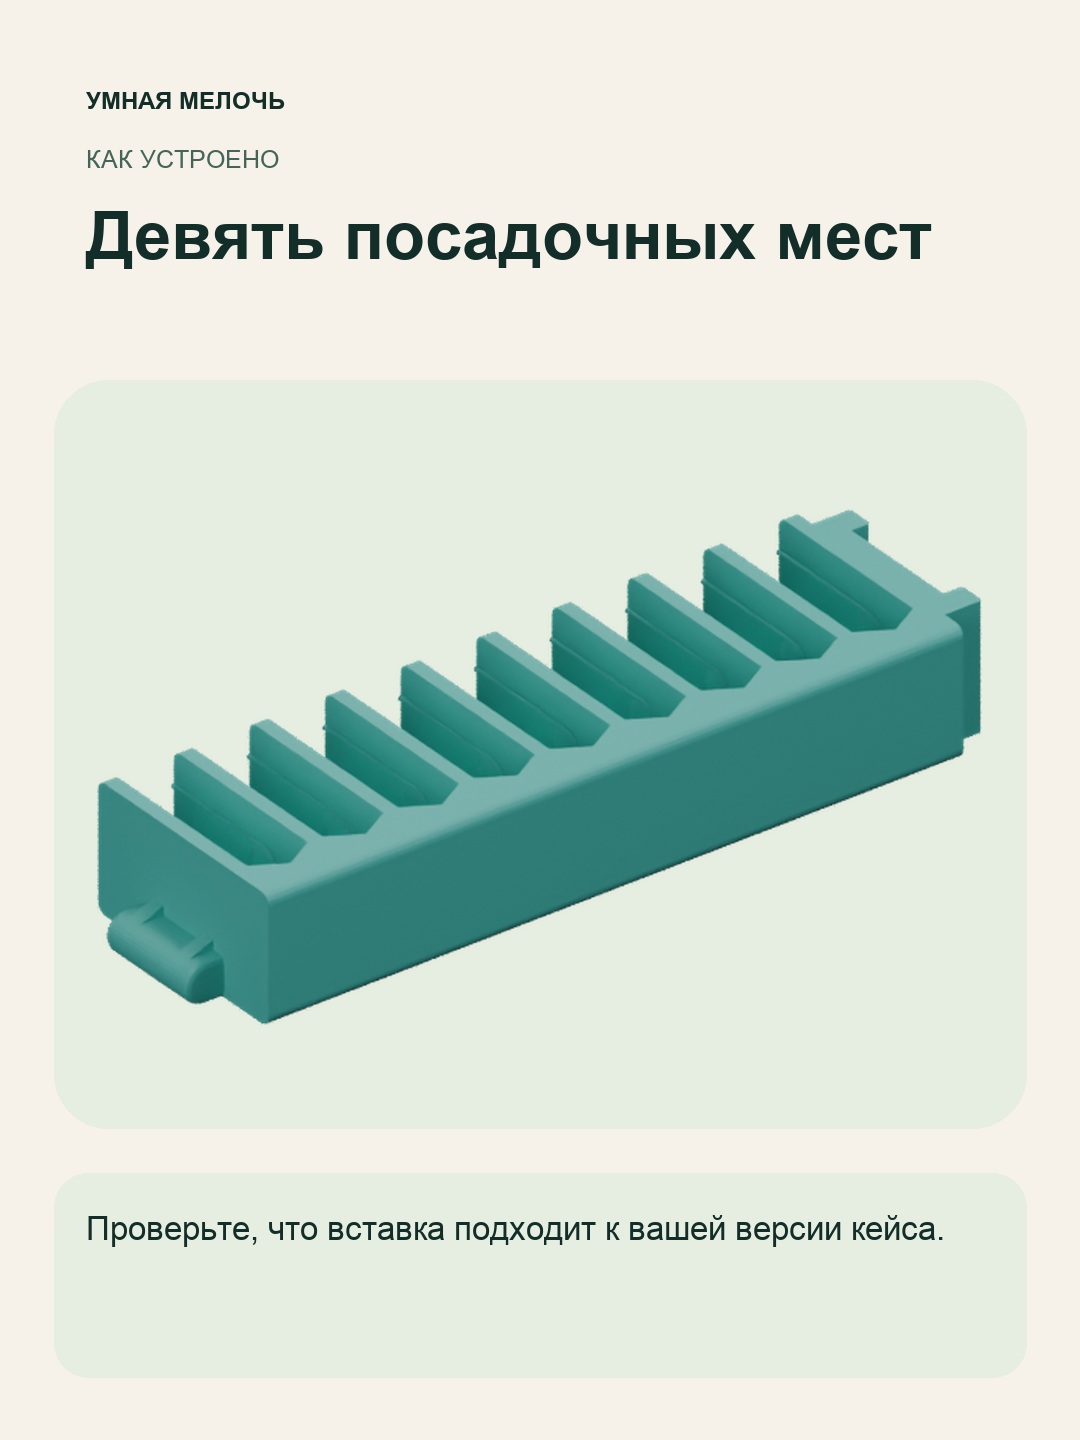 УМНАЯ МЕЛОЧЬ
КАК УСТРОЕНО
Девять посадочных мест
Проверьте, что вставка подходит к вашей версии кейса.